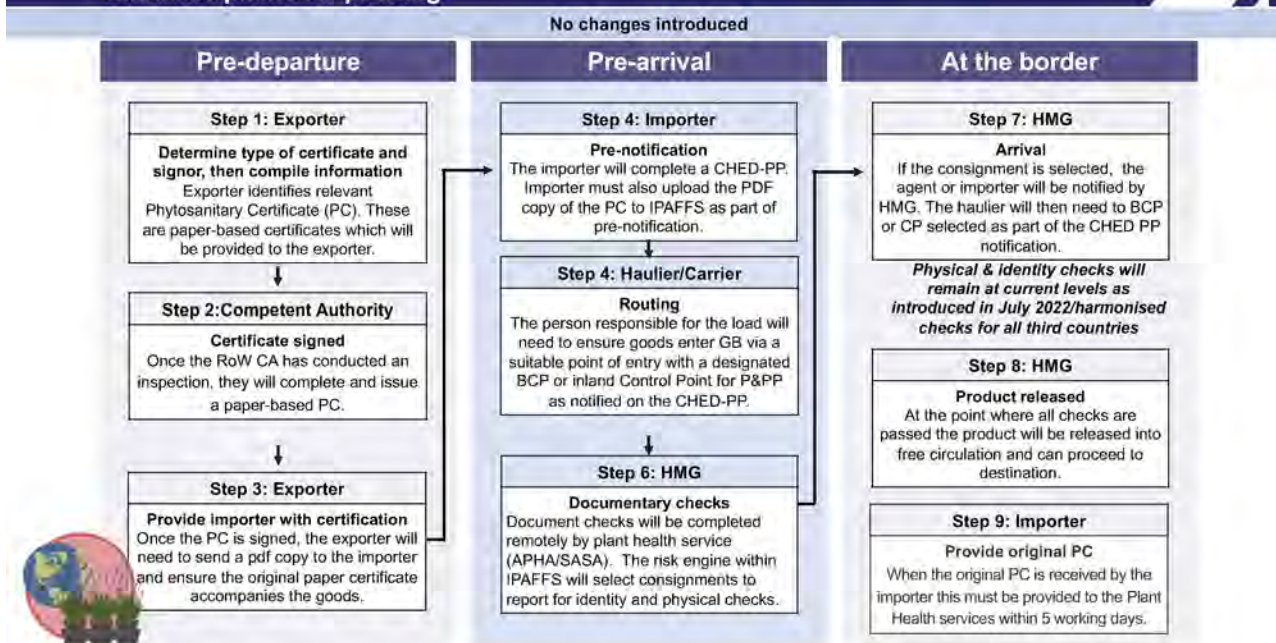 No changes introduced
Pre-departure
Step 1: Exporter
Determine type of certificate and
signor, then compile information
Exporter identifies relevant
Phytosanitary Certificate (PC). These
are paper-based certificates which will
be provided to the exporter.
Step 2:Competent Authority
Certificate signed
Once the RoW CA has conducted an
inspection, they will complete and issue
a paper-based PC.
Step 3: Exporter
Provide importer with certification
Once the PC is signed, the exporter will
need to send a pdf copy to the importer
and ensure the original paper certificate
accompanies the goods.
Pre-arrival
Step 4: Importer
Pre-notification
The importer will complete a CHED-PP.
Importer must also upload the PDF
copy of the PC to IPAFFS as part of
pre-notification.
Step 4: Haulier/Carrier
Routing
The person responsible for the load will
need to ensure goods enter GB via a
suitable point of entry with a designated
BCP or inland Control Point for P&PP
as notified on the CHED-PP.
Step 6: HMG
Documentary checks
Document checks will be completed
remotely by plant health service
(APHA/SASA). The risk engine within
IPAFFS will select consignments to
report for identity and physical checks.
At the border
Step 7: HMG
Arrival
If the consignment is selected, the
agent or importer will be notified by
HMG. The haulier will then need to BCP
or CP selected as part of the CHED PP
notification.
Physical & identity checks will
remain at current levels as
introduced in July 2022/harmonised
checks for all third countries
Step 8: HMG
Product released
At the point where all checks are
passed the product will be released into
free circulation and can proceed to
destination.
Step 9: Importer
Provide original PC
When the original PC is received by the
importer this must be provided to the Plant
Health services within 5 working days.